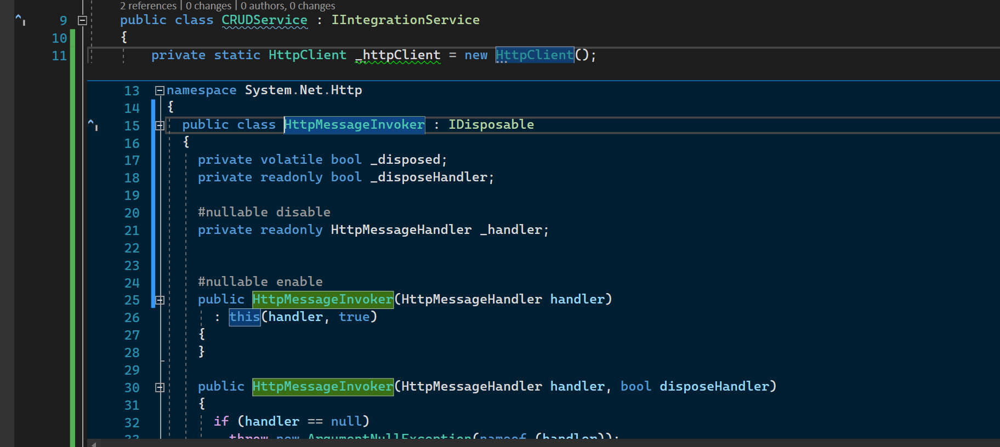 2 references | 0 changes | 0 authors, 0 changes
9 public class CRUDService : IIntegrationService
10 {
11 private static HttpClient _httpClient = new HttpClient();
13 namespace System.Net.Http
14 {
15 public class HttpMessageInvoker : IDisposable
16 {
17 private volatile bool _disposed;
18 private readonly bool _disposeHandler;
19
20 #nullable disable
21 private readonly HttpMessageHandler _handler;
22
23
24 #nullable enable
25 public HttpMessageInvoker(HttpMessageHandler handler)
26 : this(handler, true)
27 {
28 }
29
30 public HttpMessageInvoker(HttpMessageHandler handler, bool disposeHandler)
31 {
32 if (handler == null)
33 throw new ArgumentNullException(nameof (handler));